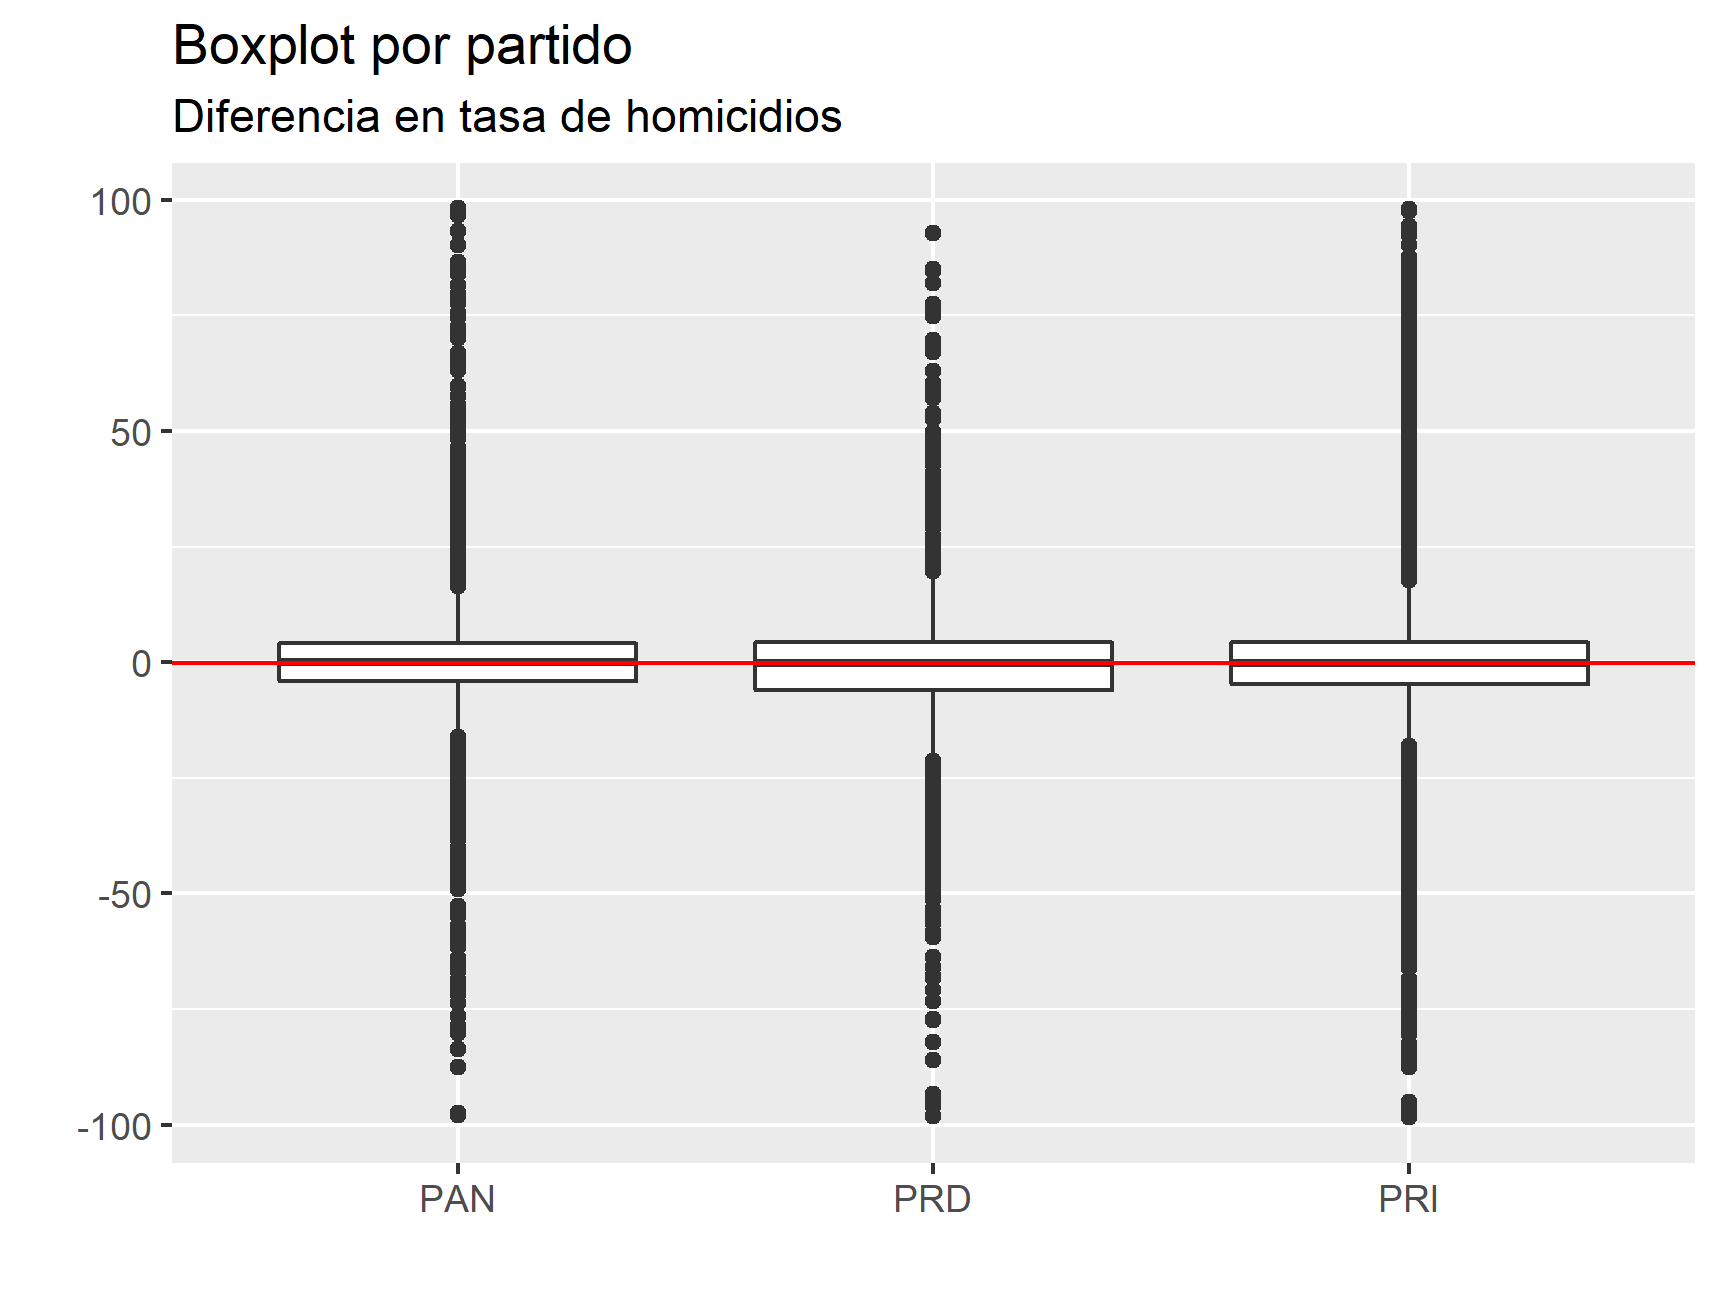 Boxplot por partido
Diferencia en tasa de homicidios
100
50
0
-50
-100
PAN
PRD
PRI